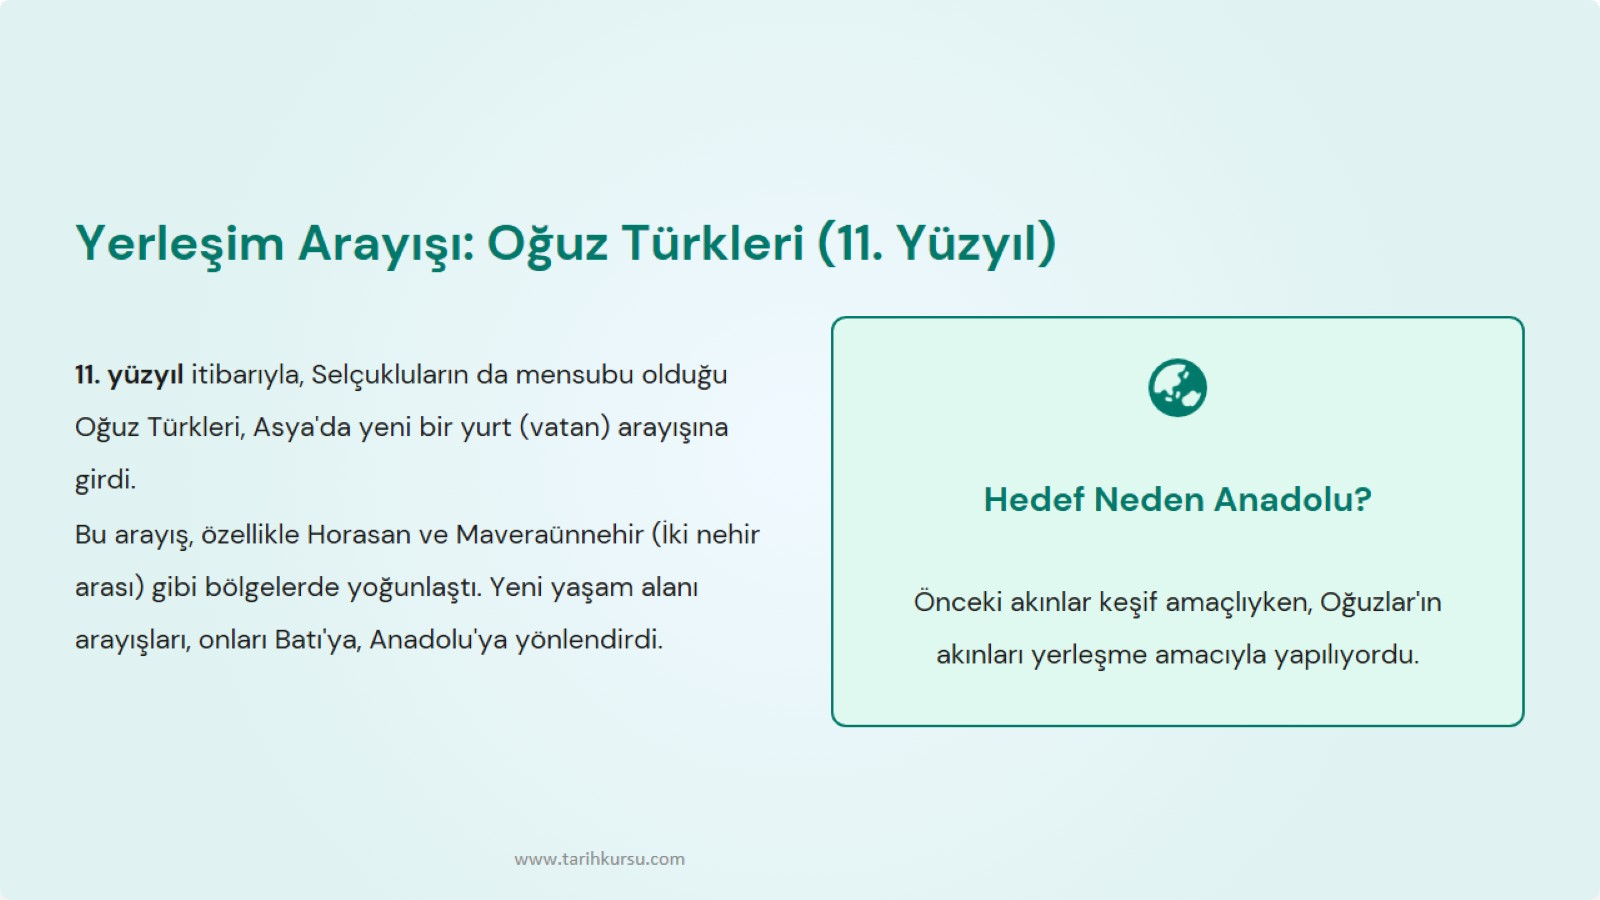 Yerleşim Arayışı: Oğuz Türkleri (11. Yüzyıl)
11. yüzyıl itibarıyla, Selçukluların da mensubu olduğu
Oğuz Türkleri, Asya'da yeni bir yurt (vatan) arayışına
girdi.
Bu arayış, özellikle Horasan ve Maveraünnehir (İki nehir
arası) gibi bölgelerde yoğunlaştı. Yeni yaşam alanı
arayışları, onları Batı'ya, Anadolu'ya yönlendirdi.
Hedef Neden Anadolu?
Önceki akınlar keşif amaçlıyken, Oğuzlar'ın
akınları yerleşme amacıyla yapılıyordu.
www.tarihkursu.com